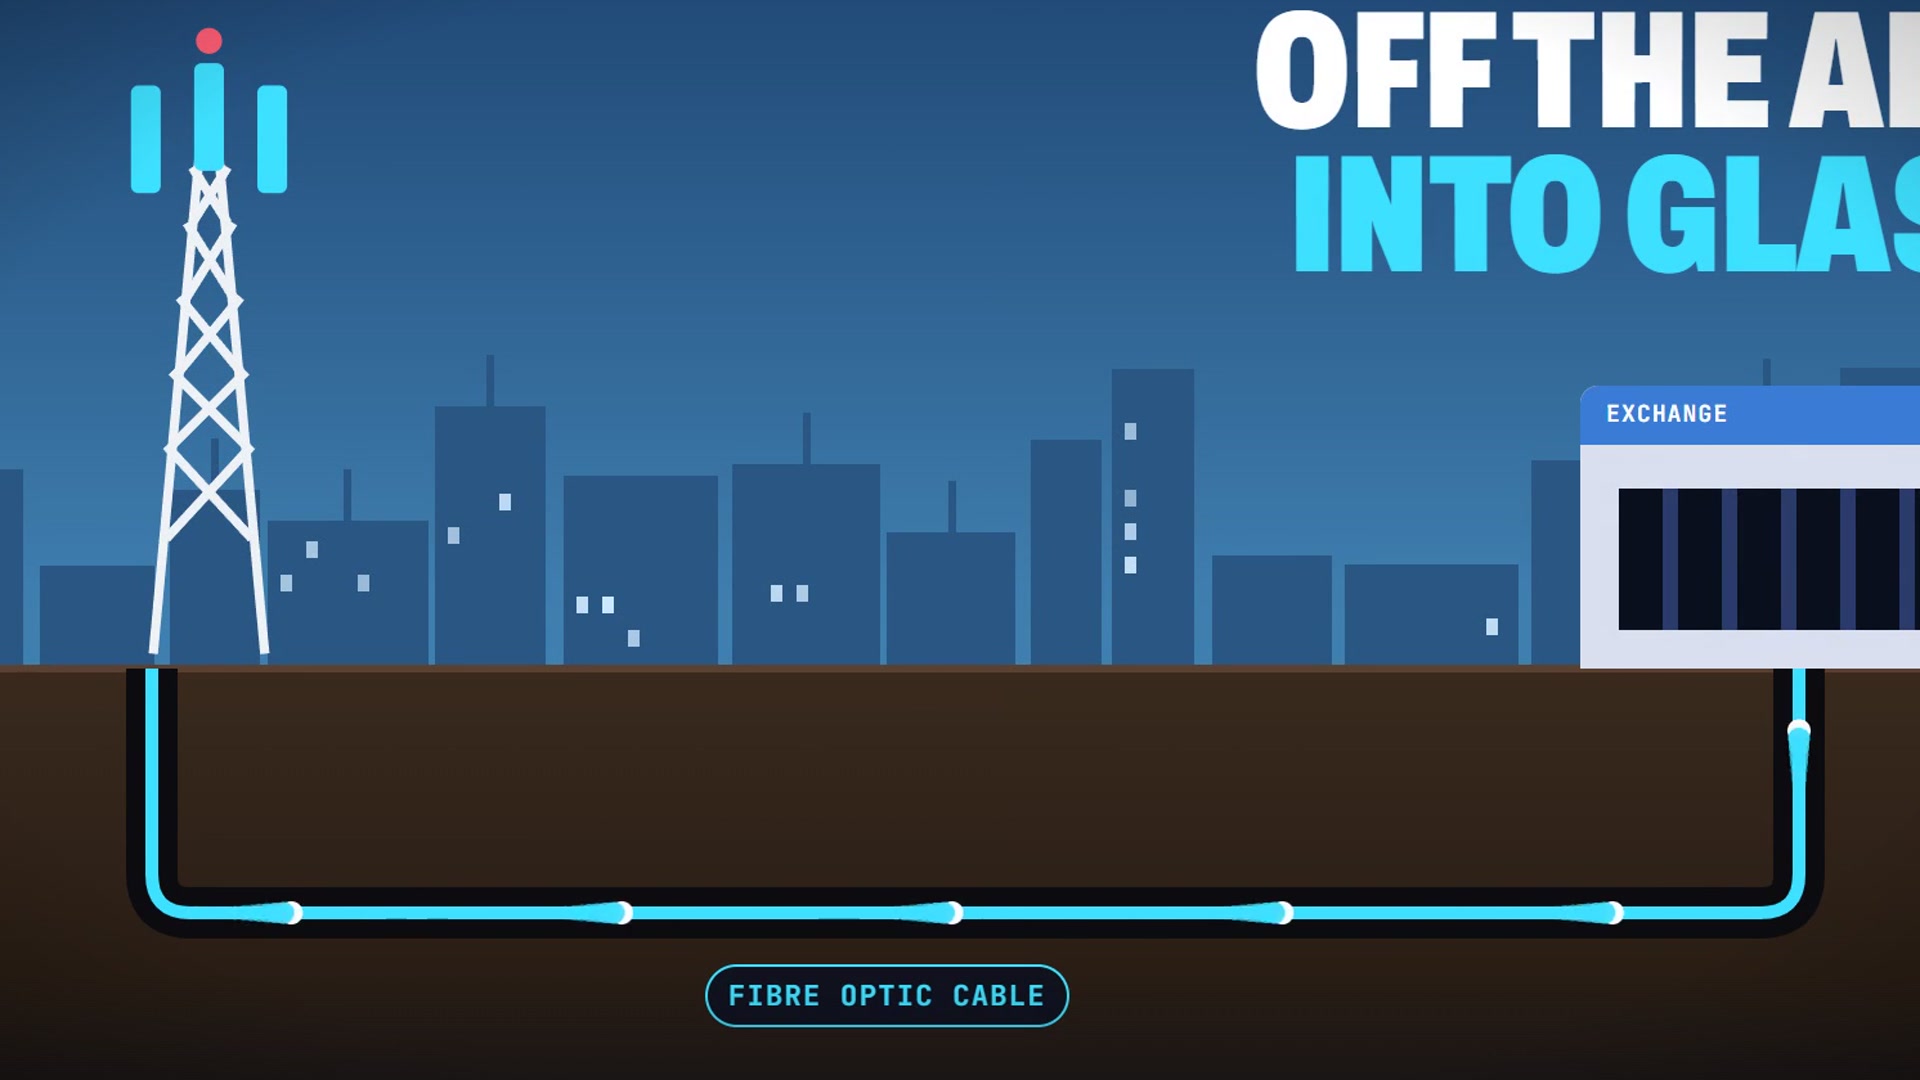 OFF THE AI
INTO GLAS
EXCHANGE
FIBRE OPTIC CABLE